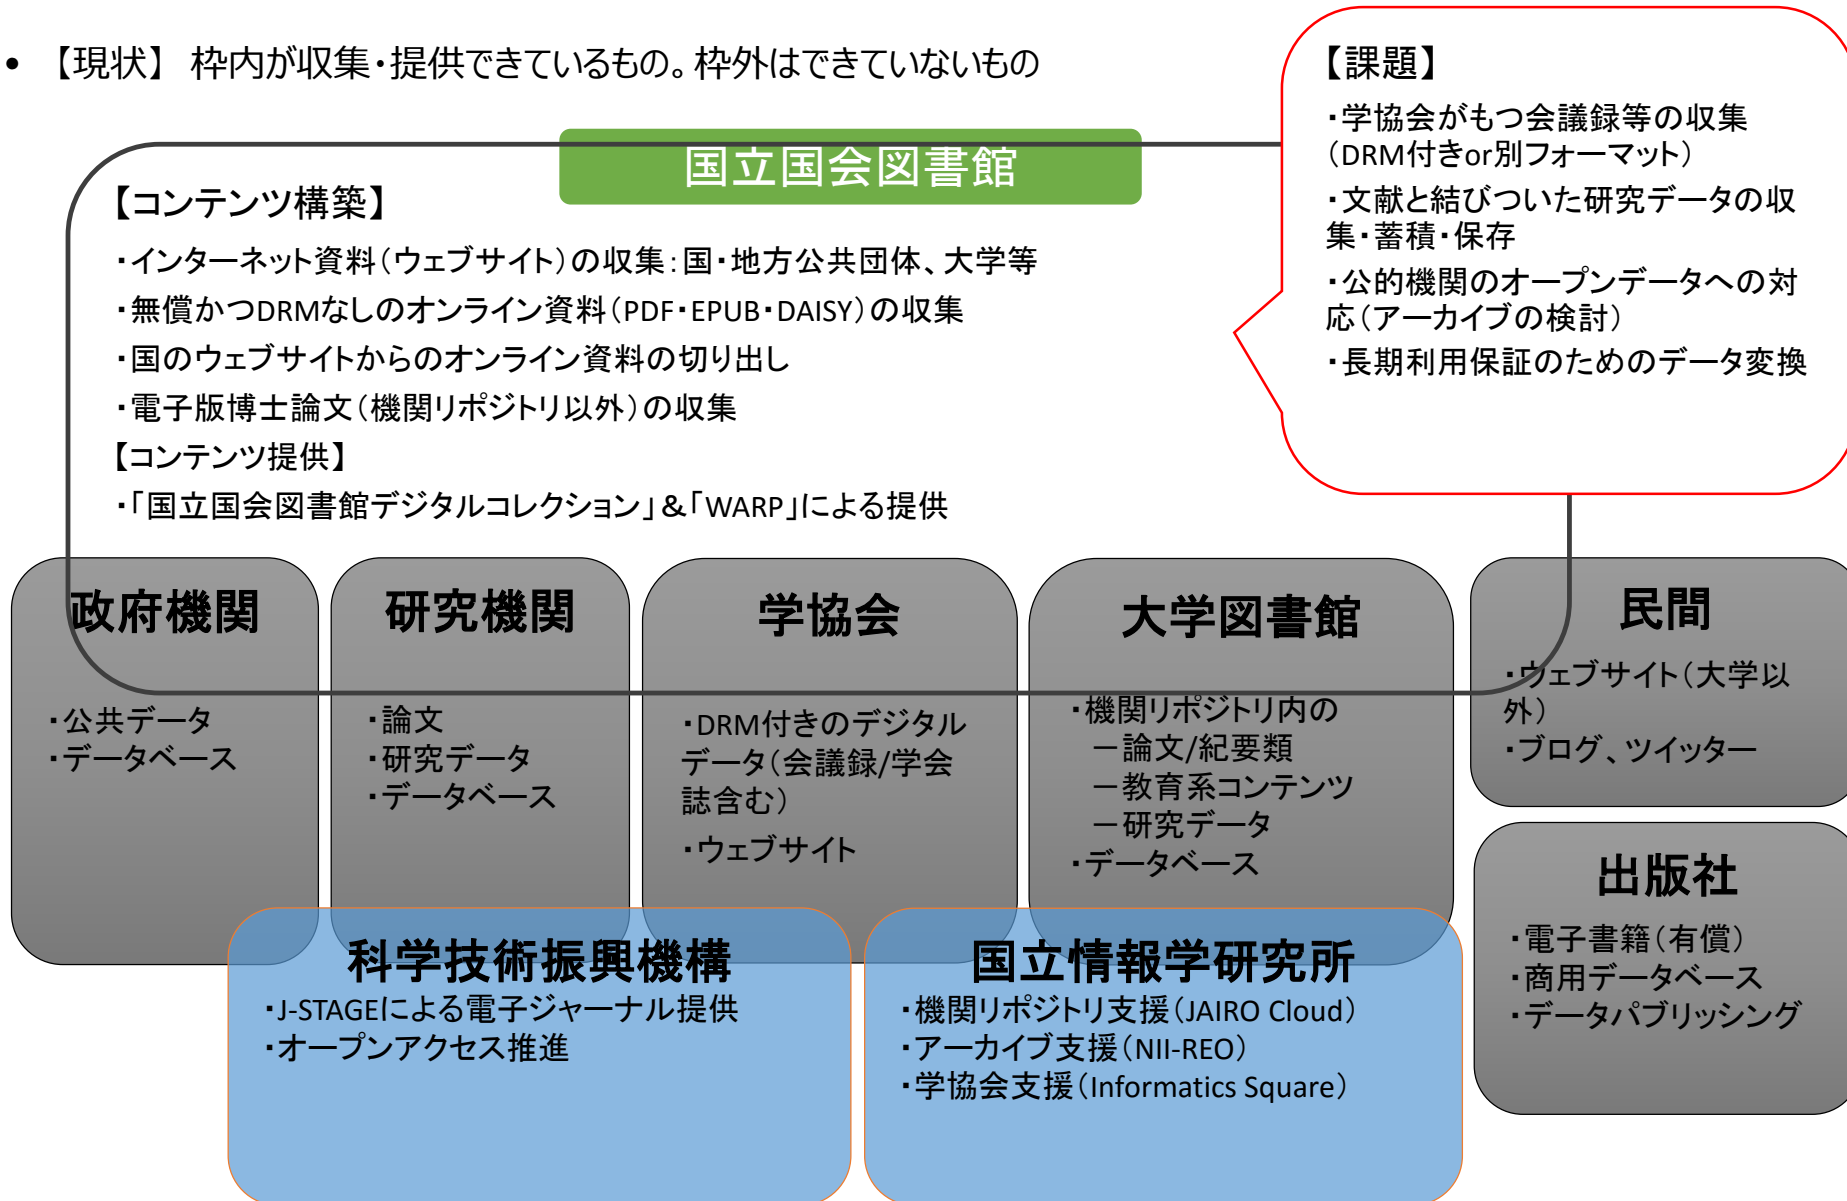 • 【現状】 枠内が収集・提供できているもの。枠外はできていないもの
国立国会図書館
【コンテンツ構築】
・インターネット資料（ウェブサイト）の収集：国・地方公共団体、大学等
・無償かつDRMなしのオンライン資料（PDF・EPUB・DAISY）の収集
・国のウェブサイトからのオンライン資料の切り出し
・電子版博士論文（機関リポジトリ以外）の収集
【コンテンツ提供】
・「国立国会図書館デジタルコレクション」＆「WARP」による提供
【課題】
・学協会がもつ会議録等の収集
（DRM付きor別フォーマット）
・文献と結びついた研究データの収
集・蓄積・保存
・公的機関のオープンデータへの対
応（アーカイブの検討）
・長期利用保証のためのデータ変換
政府機関
・公共データ
・データベース
研究機関
・論文
・研究データ
・データベース
学協会
・DRM付きのデジタル
データ（会議録/学会
誌含む）
・ウェブサイト
大学図書館
・機関リポジトリ内の
－論文/紀要類
－教育系コンテンツ
－研究データ
・データベース
民間
・ウェブサイト（大学以
外）
・ブログ、ツイッター
出版社
・電子書籍（有償）
・商用データベース
・データパブリッシング
科学技術振興機構
・J-STAGEによる電子ジャーナル提供
・オープンアクセス推進
国立情報学研究所
・機関リポジトリ支援（JAIRO Cloud）
・アーカイブ支援（NII-REO）
・学協会支援（Informatics Square）